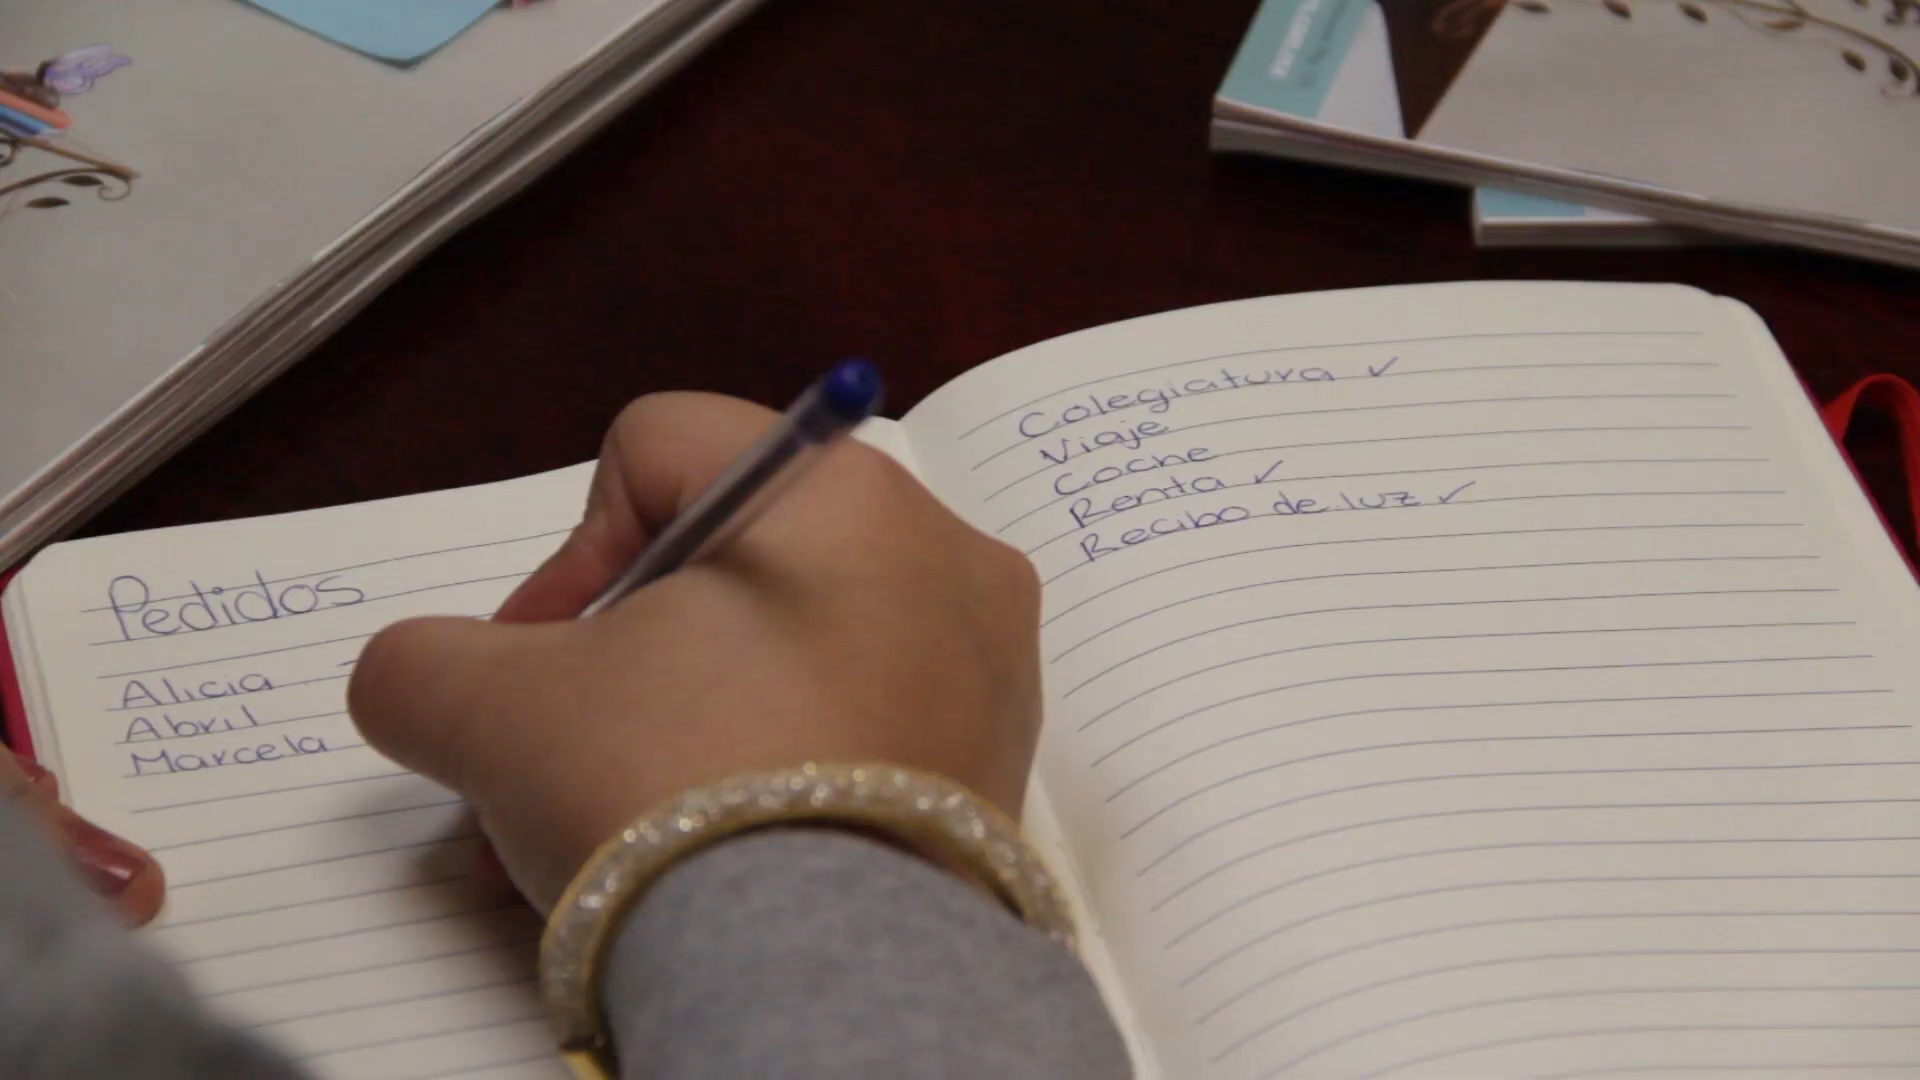 Pedidos
Alicia
Abril
Marcela
Colegiatura ✓
Viaje
Coche
Renta ✓
Recibo de luz ✓